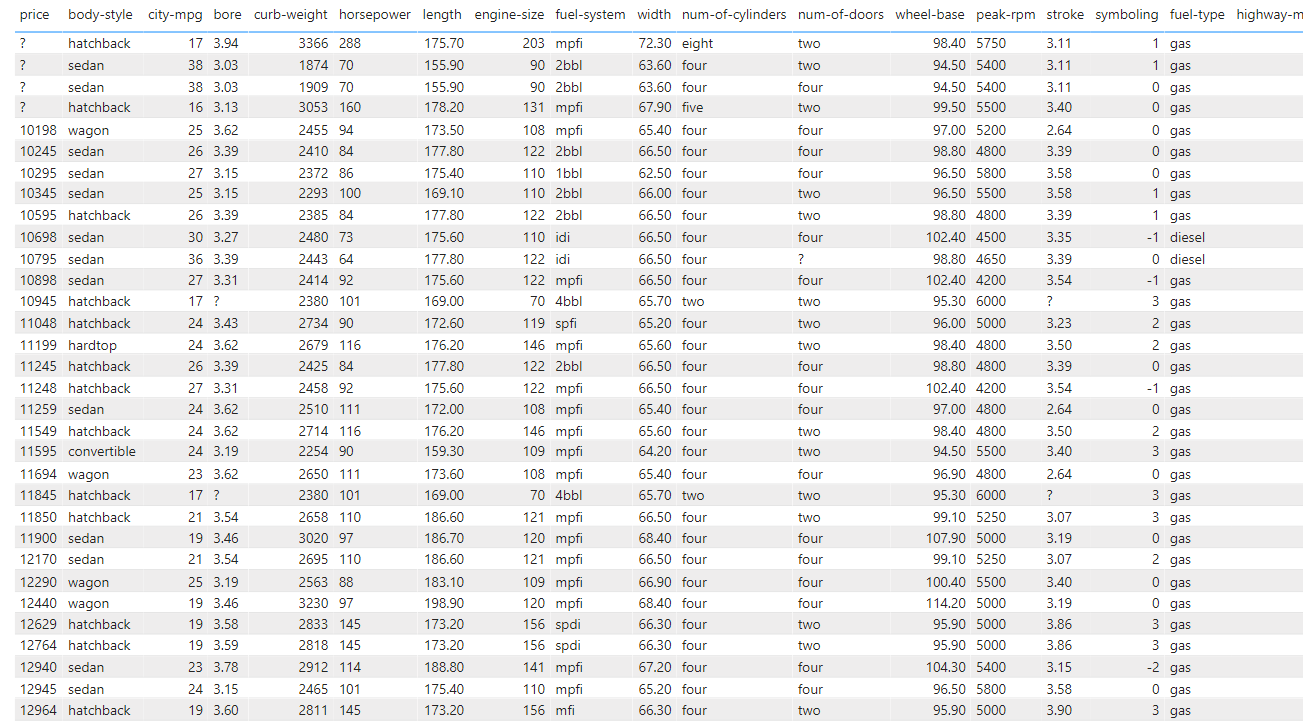 price body-style city-mpg bore curb-weight horsepower length engine-size fuel-system width num-of-cylinders num-of-doors wheel-base peak-rpm stroke symboling fuel-type highway-m
? hatchback 17 3.94 3366 288 175.70 203 mpfi 72.30 eight two 98.40 5750 3.11 1 gas
? sedan 38 3.03 1874 70 155.90 90 2bbl 63.60 four two 94.50 5400 3.11 1 gas
? sedan 38 3.03 1909 70 155.90 90 2bbl 63.60 four four 94.50 5400 3.11 0 gas
? hatchback 16 3.13 3053 160 178.20 131 mpfi 67.90 five two 99.50 5500 3.40 0 gas
10198 wagon 25 3.62 2455 94 173.50 108 mpfi 65.40 four four 97.00 5200 2.64 0 gas
10245 sedan 26 3.39 2410 84 177.80 122 2bbl 66.50 four four 98.80 4800 3.39 0 gas
10295 sedan 27 3.15 2372 86 175.40 110 1bbl 62.50 four four 96.50 5800 3.58 0 gas
10345 sedan 25 3.15 2293 100 169.10 110 2bbl 66.00 four two 96.50 5500 3.58 1 gas
10595 hatchback 26 3.39 2385 84 177.80 122 2bbl 66.50 four two 98.80 4800 3.39 1 gas
10698 sedan 30 3.27 2480 73 175.60 110 idi 66.50 four four 102.40 4500 3.35 -1 diesel
10795 sedan 36 3.39 2443 64 177.80 122 idi 66.50 four ? 98.80 4650 3.39 0 diesel
10898 sedan 27 3.31 2414 92 175.60 122 mpfi 66.50 four four 102.40 4200 3.54 -1 gas
10945 hatchback 17 ? 2380 101 169.00 70 4bbl 65.70 two two 95.30 6000 ? 3 gas
11048 hatchback 24 3.43 2734 90 172.60 119 spfi 65.20 four two 96.00 5000 3.23 2 gas
11199 hardtop 24 3.62 2679 116 176.20 146 mpfi 65.60 four two 98.40 4800 3.50 2 gas
11245 hatchback 26 3.39 2425 84 177.80 122 2bbl 66.50 four four 98.80 4800 3.39 0 gas
11248 hatchback 27 3.31 2458 92 175.60 122 mpfi 66.50 four four 102.40 4200 3.54 -1 gas
11259 sedan 24 3.62 2510 111 172.00 108 mpfi 65.40 four four 97.00 4800 2.64 0 gas
11549 hatchback 24 3.62 2714 116 176.20 146 mpfi 65.60 four two 98.40 4800 3.50 2 gas
11595 convertible 24 3.19 2254 90 159.30 109 mpfi 64.20 four two 94.50 5500 3.40 3 gas
11694 wagon 23 3.62 2650 111 173.60 108 mpfi 65.40 four four 96.90 4800 2.64 0 gas
11845 hatchback 17 ? 2380 101 169.00 70 4bbl 65.70 two two 95.30 6000 ? 3 gas
11850 hatchback 21 3.54 2658 110 186.60 121 mpfi 66.50 four two 99.10 5250 3.07 3 gas
11900 sedan 19 3.46 3020 97 186.70 120 mpfi 68.40 four four 107.90 5000 3.19 0 gas
12170 sedan 21 3.54 2695 110 186.60 121 mpfi 66.50 four four 99.10 5250 3.07 2 gas
12290 wagon 25 3.19 2563 88 183.10 109 mpfi 66.90 four four 100.40 5500 3.40 0 gas
12440 wagon 19 3.46 3230 97 198.90 120 mpfi 68.40 four four 114.20 5000 3.19 0 gas
12629 hatchback 19 3.58 2833 145 173.20 156 spdi 66.30 four two 95.90 5000 3.86 3 gas
12764 hatchback 19 3.59 2818 145 173.20 156 spdi 66.30 four two 95.90 5000 3.86 3 gas
12940 sedan 23 3.78 2912 114 188.80 141 mpfi 67.20 four four 104.30 5400 3.15 -2 gas
12945 sedan 24 3.15 2465 101 175.40 110 mpfi 65.20 four four 96.50 5800 3.58 0 gas
12964 hatchback 19 3.60 2811 145 173.20 156 mfi 66.30 four two 95.90 5000 3.90 3 gas